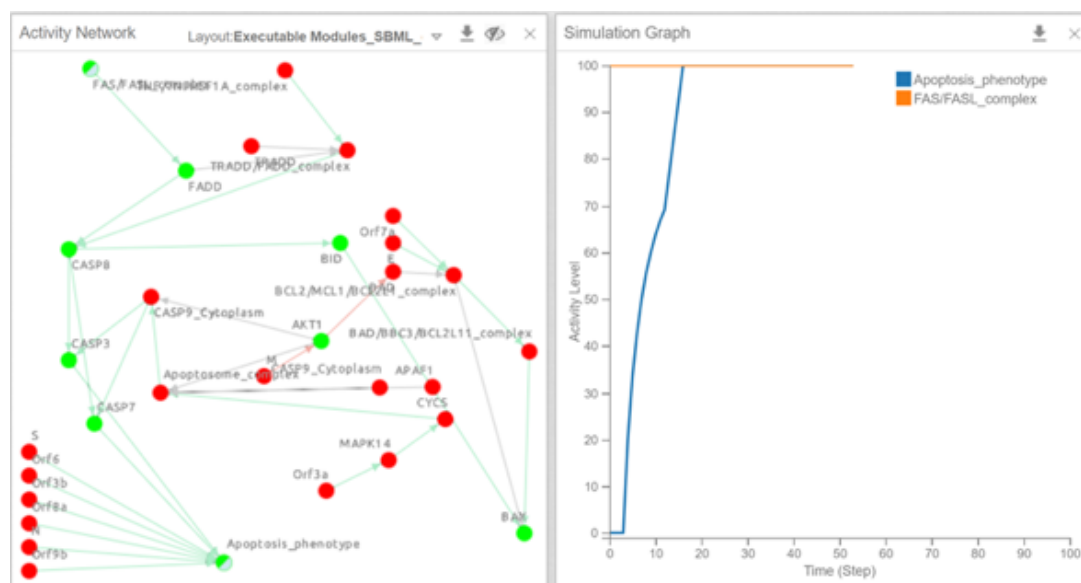 Activity Network
Layout:Executable Modules_SBML_
FAS/FASL_complex
TRADD
TRADD/FADD_complex
FADD
CASP8
BID
Orf7a
E
BCL2/MCL1/BCL2L1_complex
CASP9_Cytoplasm
AKT1
BAD/BBC3/BCL2L11_complex
CASP3
M
CASP9_Cytoplasm
APAF1
Apoptosome_complex
CASP7
CYCS
S
MAPK14
Orf6
Orf3a
Orf3b
Orf8a
BAX
N
Apoptosis_phenotype
Orf9b
Simulation Graph
Apoptosis_phenotype
FAS/FASL_complex
100
90
80
70
60
50
40
30
20
10
0
Activity Level
0 10 20 30 40 50 60 70 80 90 100
Time (Step)